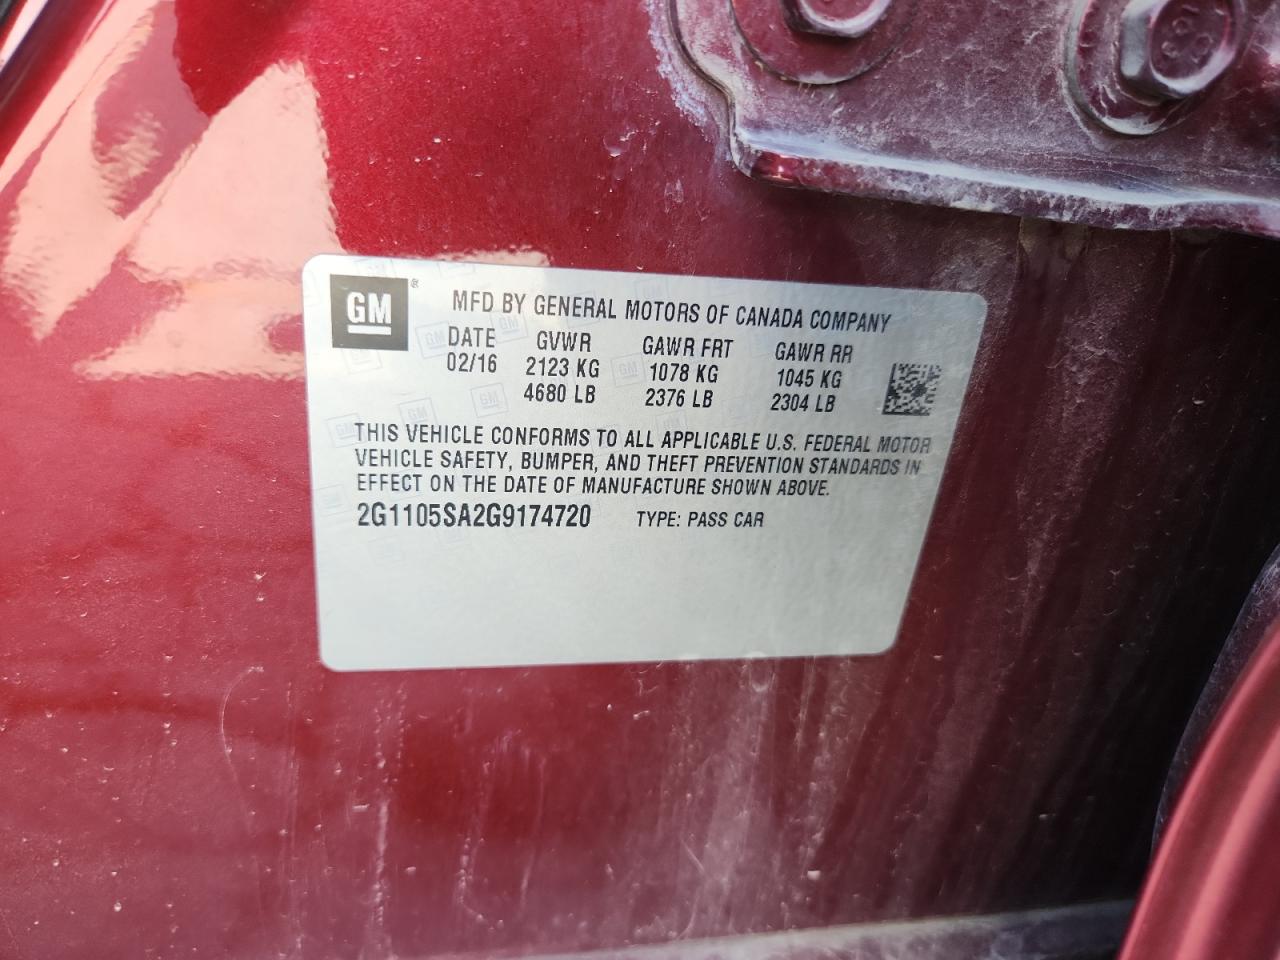 GM ®
MFD BY GENERAL MOTORS OF CANADA COMPANY
DATE GVWR GAWR FRT GAWR RR
02/16 2123 KG 1078 KG 1045 KG
4680 LB 2376 LB 2304 LB
THIS VEHICLE CONFORMS TO ALL APPLICABLE U.S. FEDERAL MOTOR
VEHICLE SAFETY, BUMPER, AND THEFT PREVENTION STANDARDS IN
EFFECT ON THE DATE OF MANUFACTURE SHOWN ABOVE.
2G1105SA2G9174720 TYPE: PASS CAR